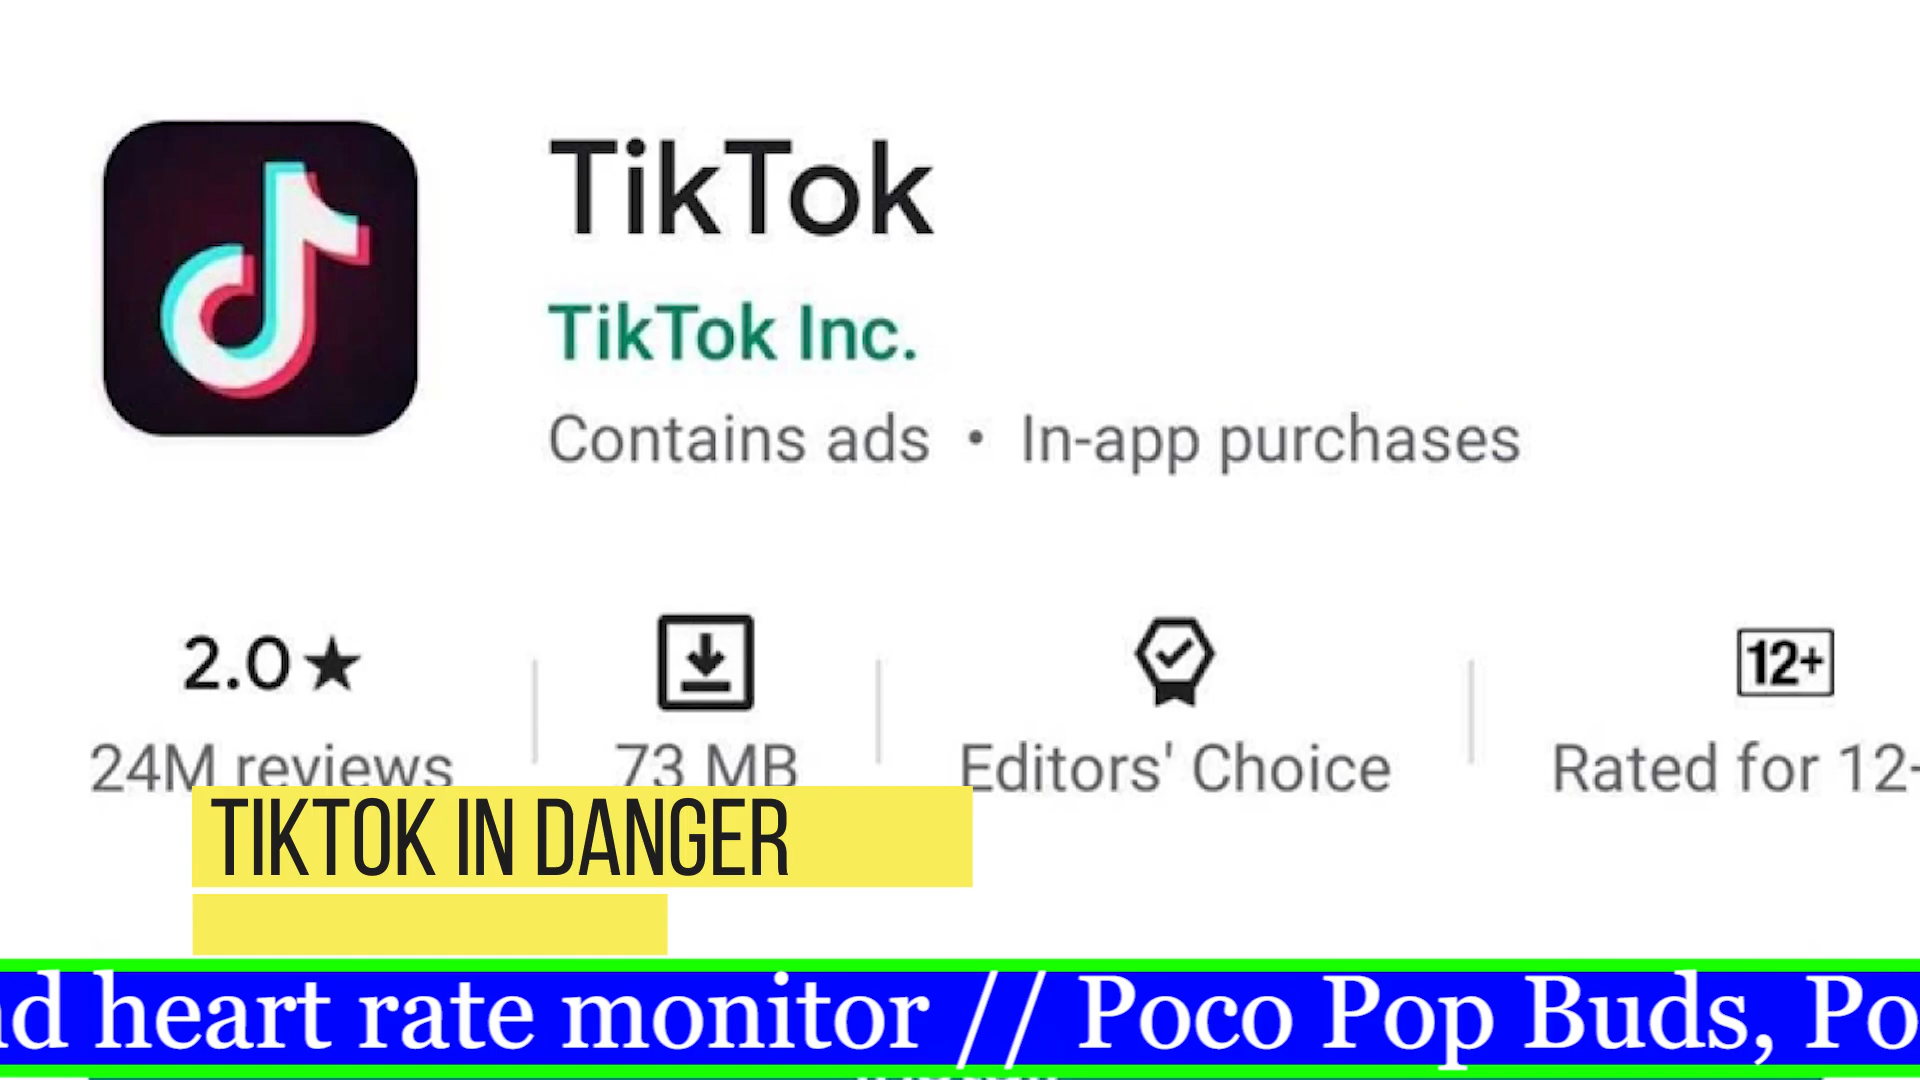 TikTok
TikTok Inc.
Contains ads • In-app purchases
2.0★
12+
24M reviews
73 MB
Editors' Choice
Rated for 12+
TIKTOK IN DANGER
heart rate monitor // Poco Pop Buds,